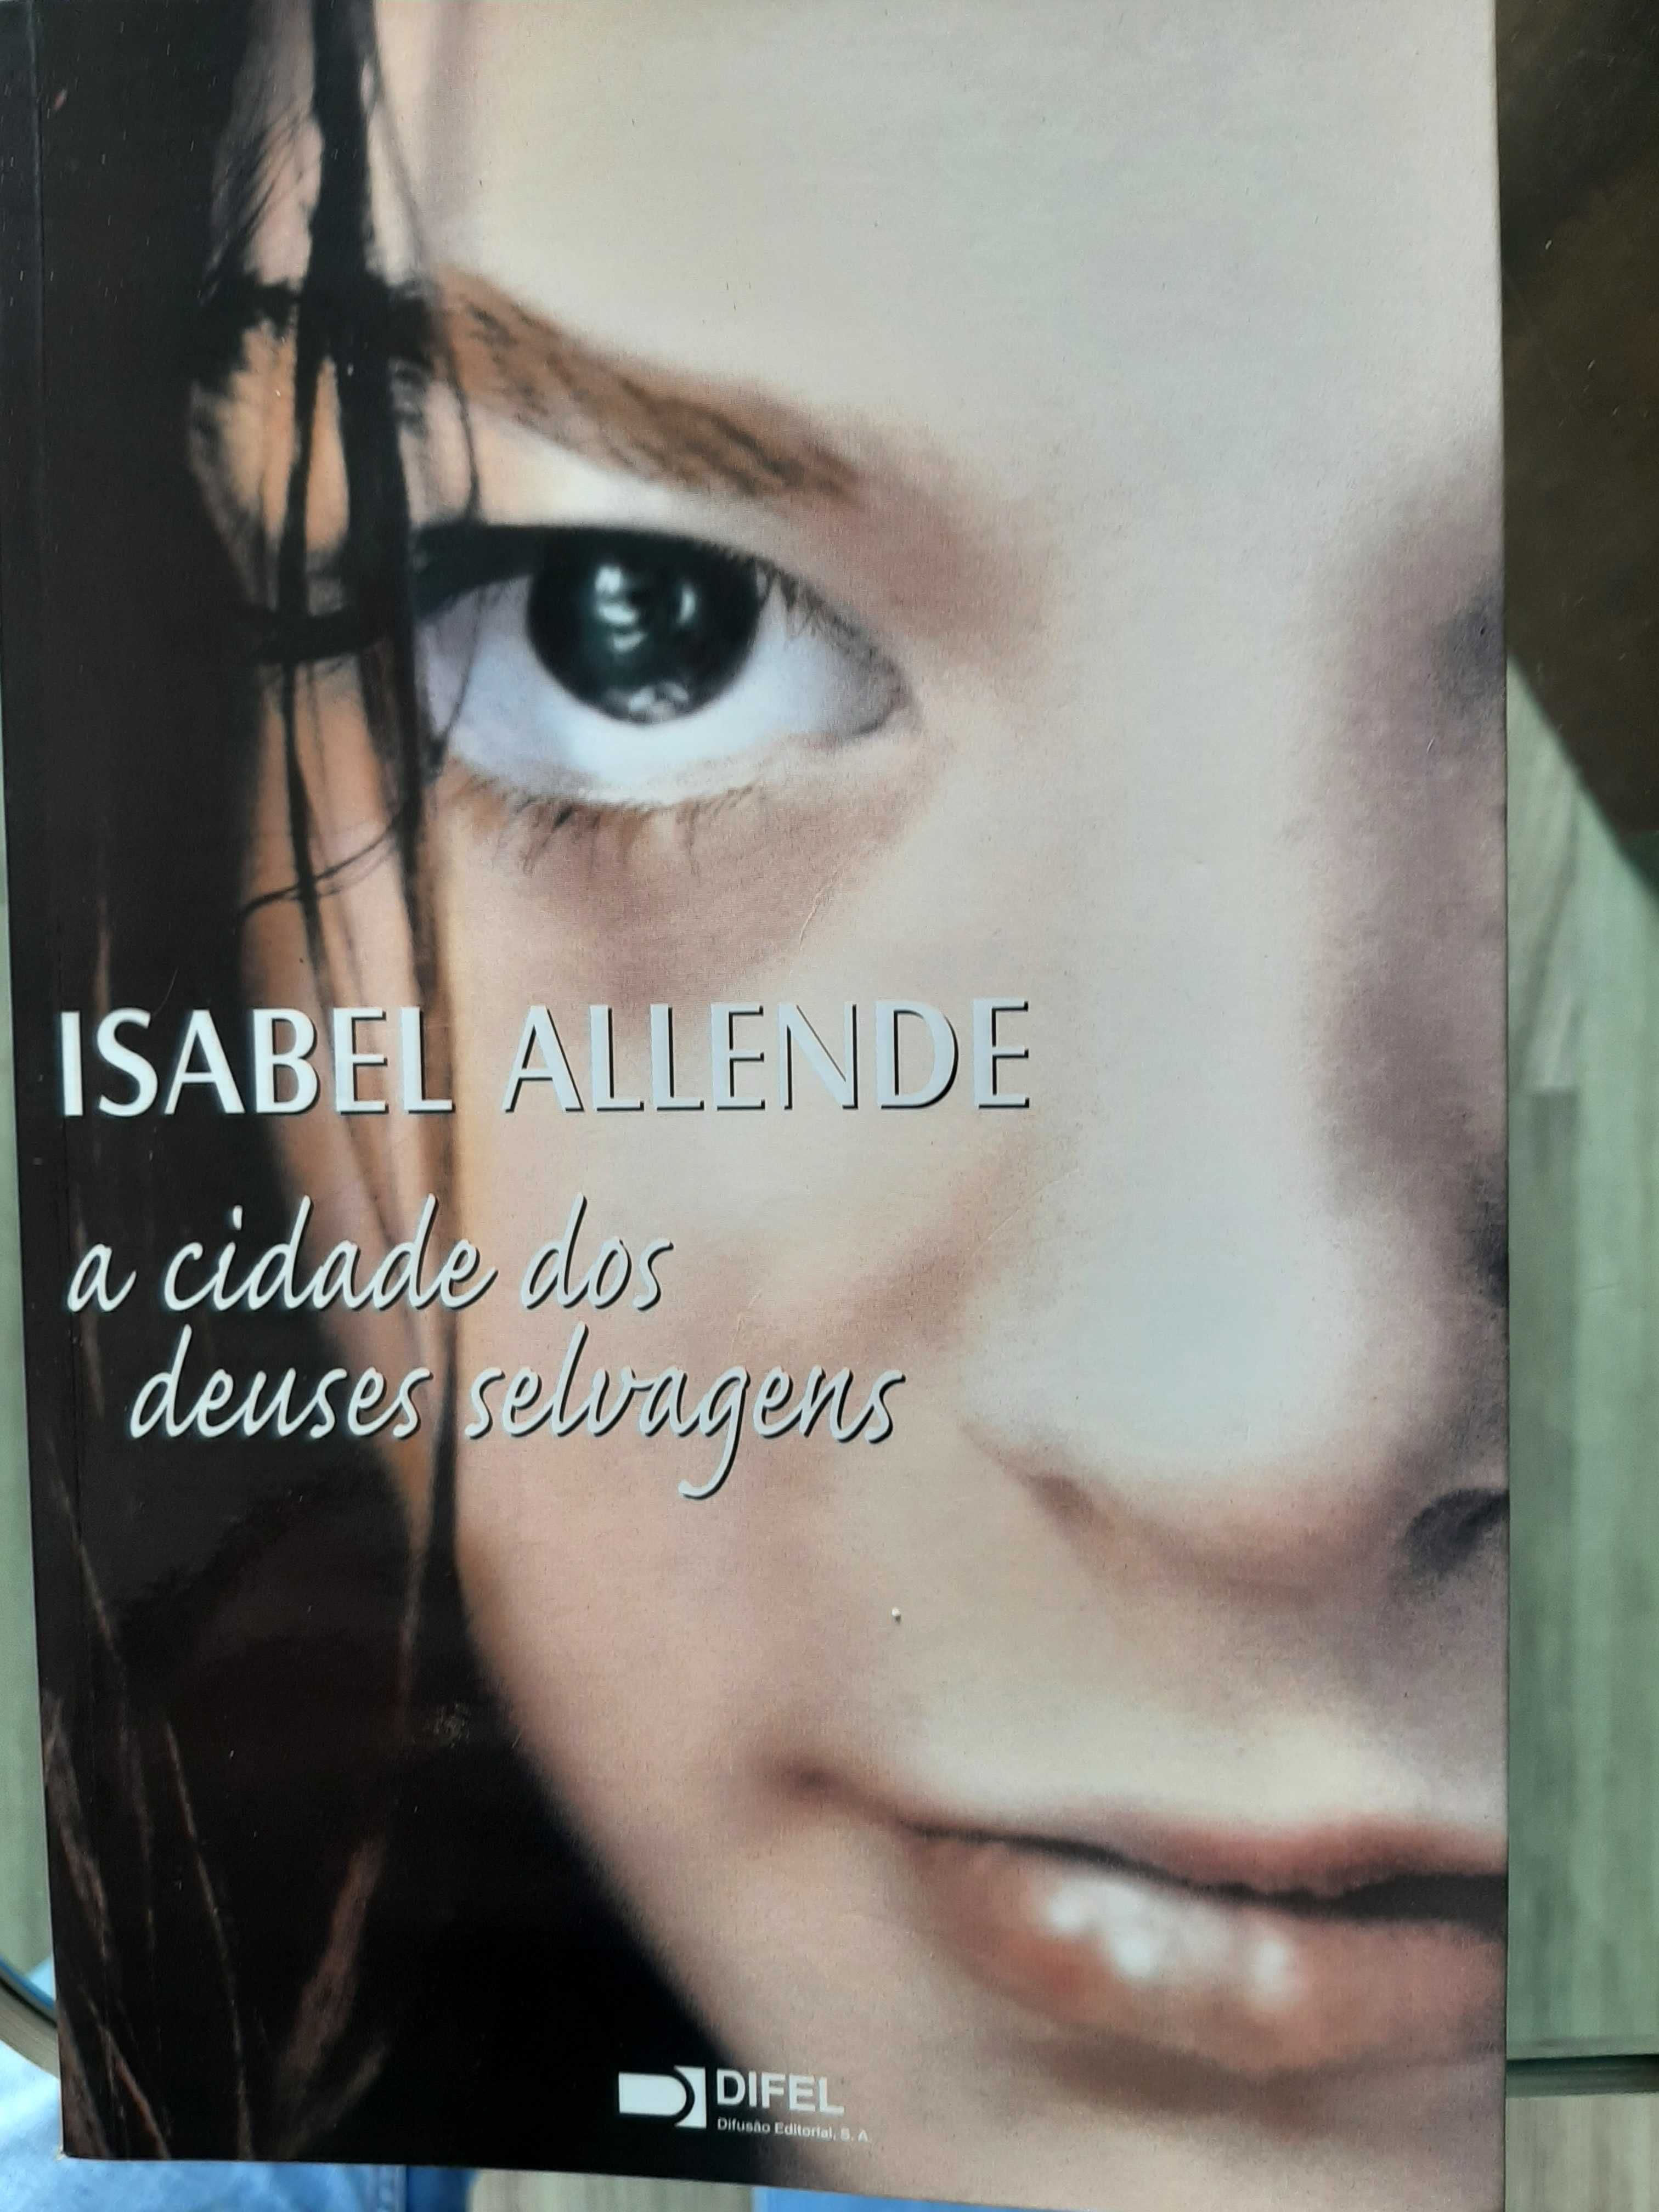 ISABEL ALLENDE
a cidade dos
deuses selvagens
DIFEL
Difusão Editorial, S. A.